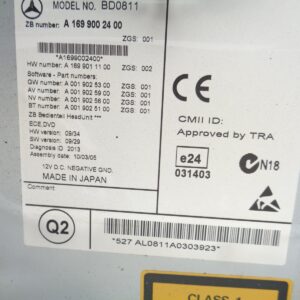 MODEL NO. BD0811
ZB number: A 169 900 24 00 ZGS: 001
*A1699002400*
HW number: A 169 901 11 00 ZGS: 002
Software - Part numbers:
GA number: A 001 902 53 00 ZGS: 001
AV number: A 001 902 59 00 ZGS: 001
NV number: A 001 902 56 00 ZGS: 001
BT number: A 001 902 51 00 ZGS: 001
ZB Bedienteil Headunit ***
ECE,DVD
HW version: 09/34
SW version: 09/29
Diagnosis ID: 2013
Assembly date: 10/03/05
12V D.C. NEGATIVE GND.
MADE IN JAPAN
Comment
CE
CMII ID:
Approved by TRA
e24
031403
N18
Q2
*527 AL0811A0303923*
CLASS 1